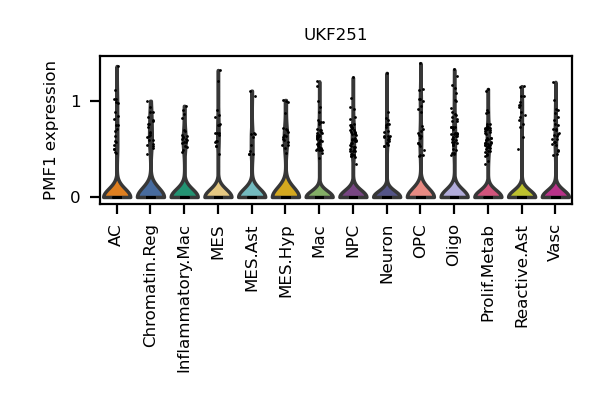 UKF251
PMF1 expression
1
0
AC
Chromatin.Reg
Inflammatory.Mac
MES
MES.Ast
MES.Hyp
Mac
NPC
Neuron
OPC
Oligo
Prolif.Metab
Reactive.Ast
Vasc